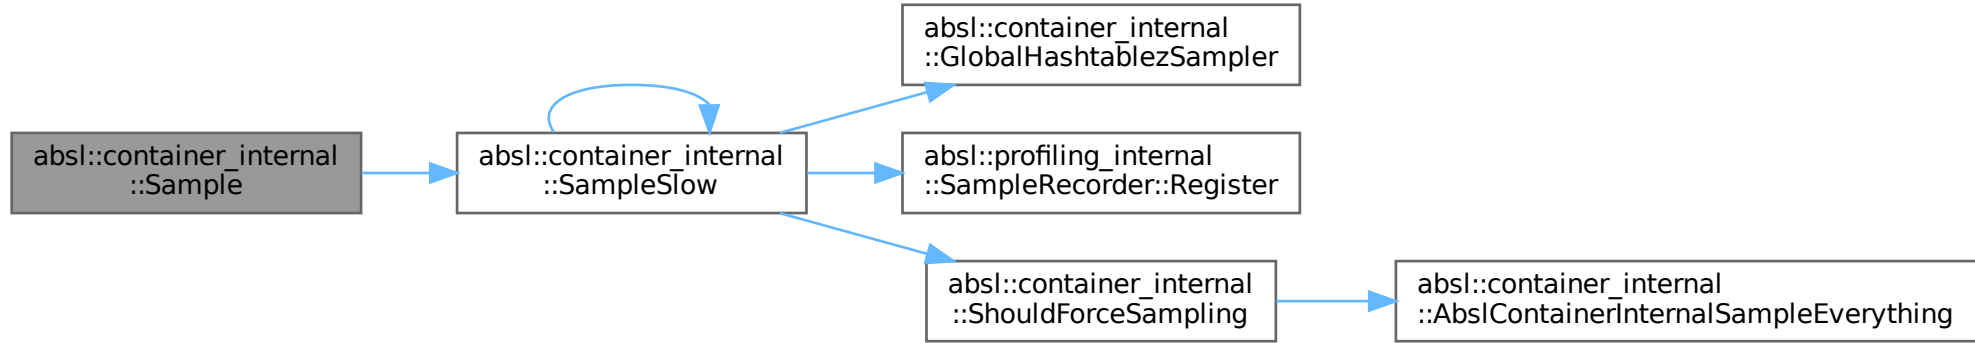 absl::container_internal
::Sample
absl::container_internal
::SampleSlow
absl::container_internal
::GlobalHashtablezSampler
absl::profiling_internal
::SampleRecorder::Register
absl::container_internal
::ShouldForceSampling
absl::container_internal
::AbslContainerInternalSampleEverything